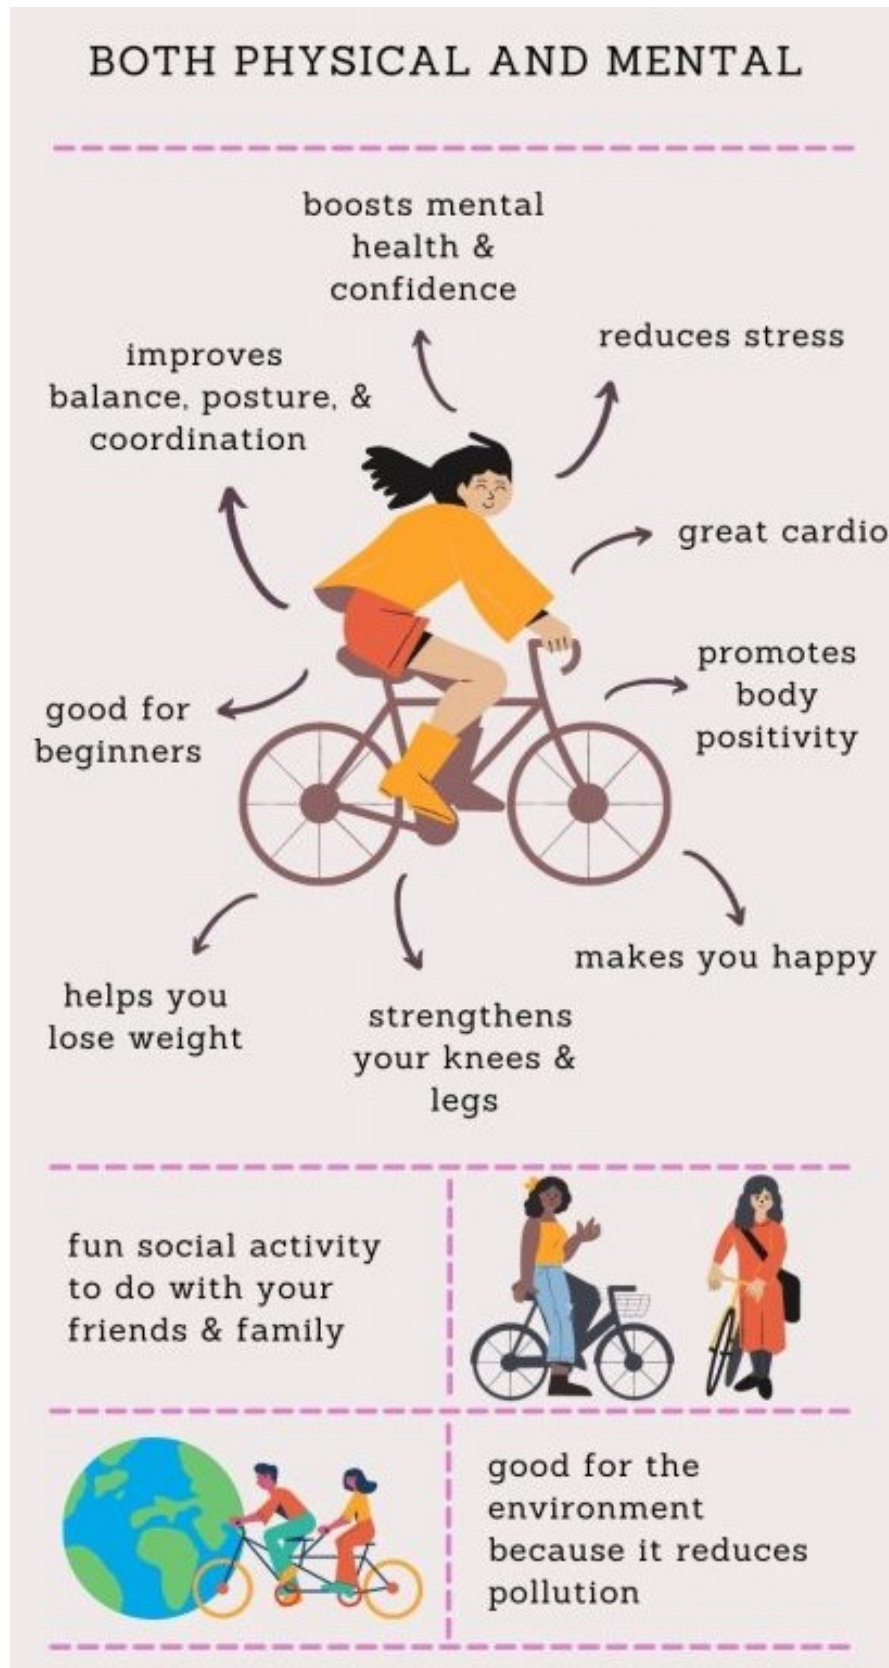 BOTH PHYSICAL AND MENTAL
boosts mental
health &
confidence
reduces stress
improves
balance, posture, &
coordination
great cardio
promotes
body
positivity
good for
beginners
makes you happy
helps you
lose weight
strengthens
your knees &
legs
fun social activity
to do with your
friends & family
good for the
environment
because it reduces
pollution